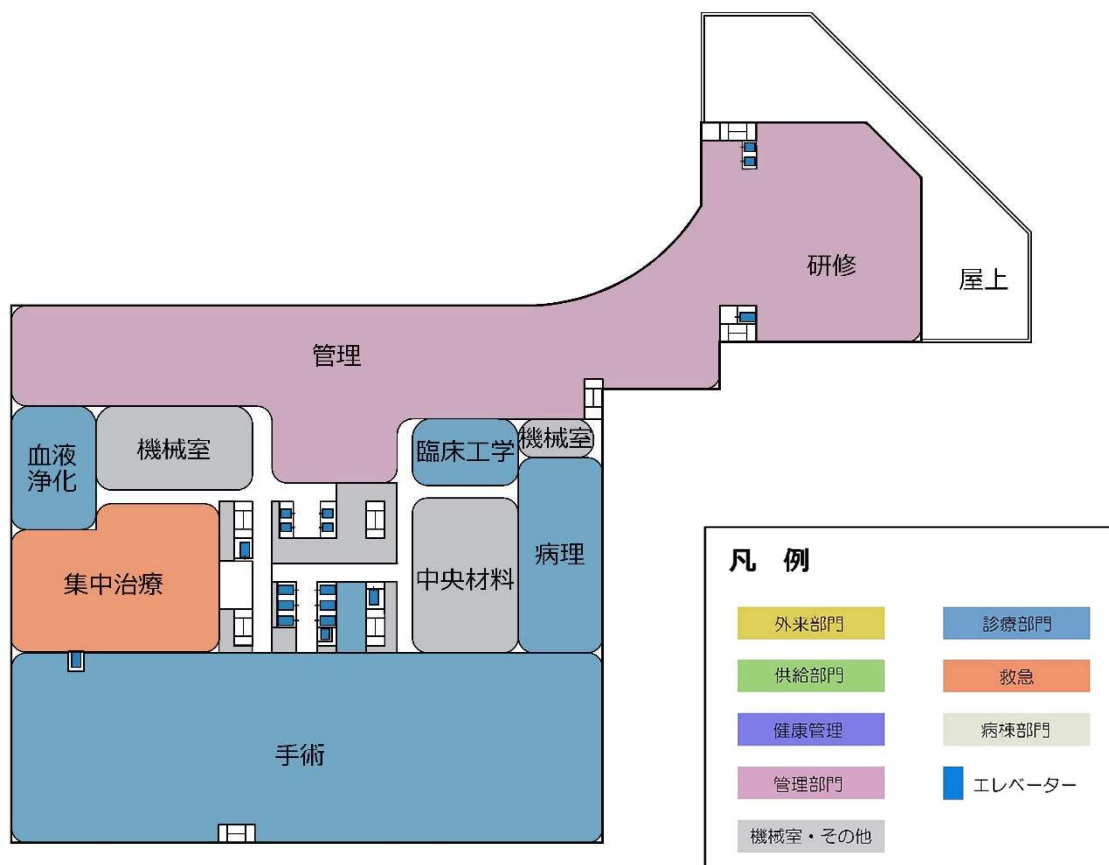 研修
屋上
管理
血液
浄化
機械室
臨床工学
機械室
集中治療
中央材料
病理
手術
凡 例
外来部門
診療部門
供給部門
救急
健康管理
病棟部門
管理部門
エレベーター
機械室・その他